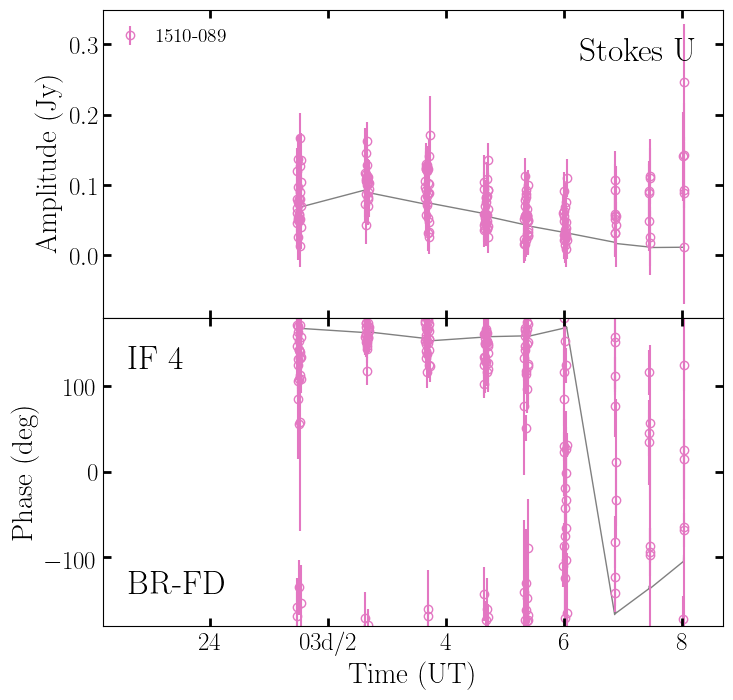 1510-089
Stokes U
0.3
0.2
0.1
0.0
Amplitude (Jy)
IF 4
100
0
−100
Phase (deg)
BR-FD
24 03d/2 4 6 8
Time (UT)